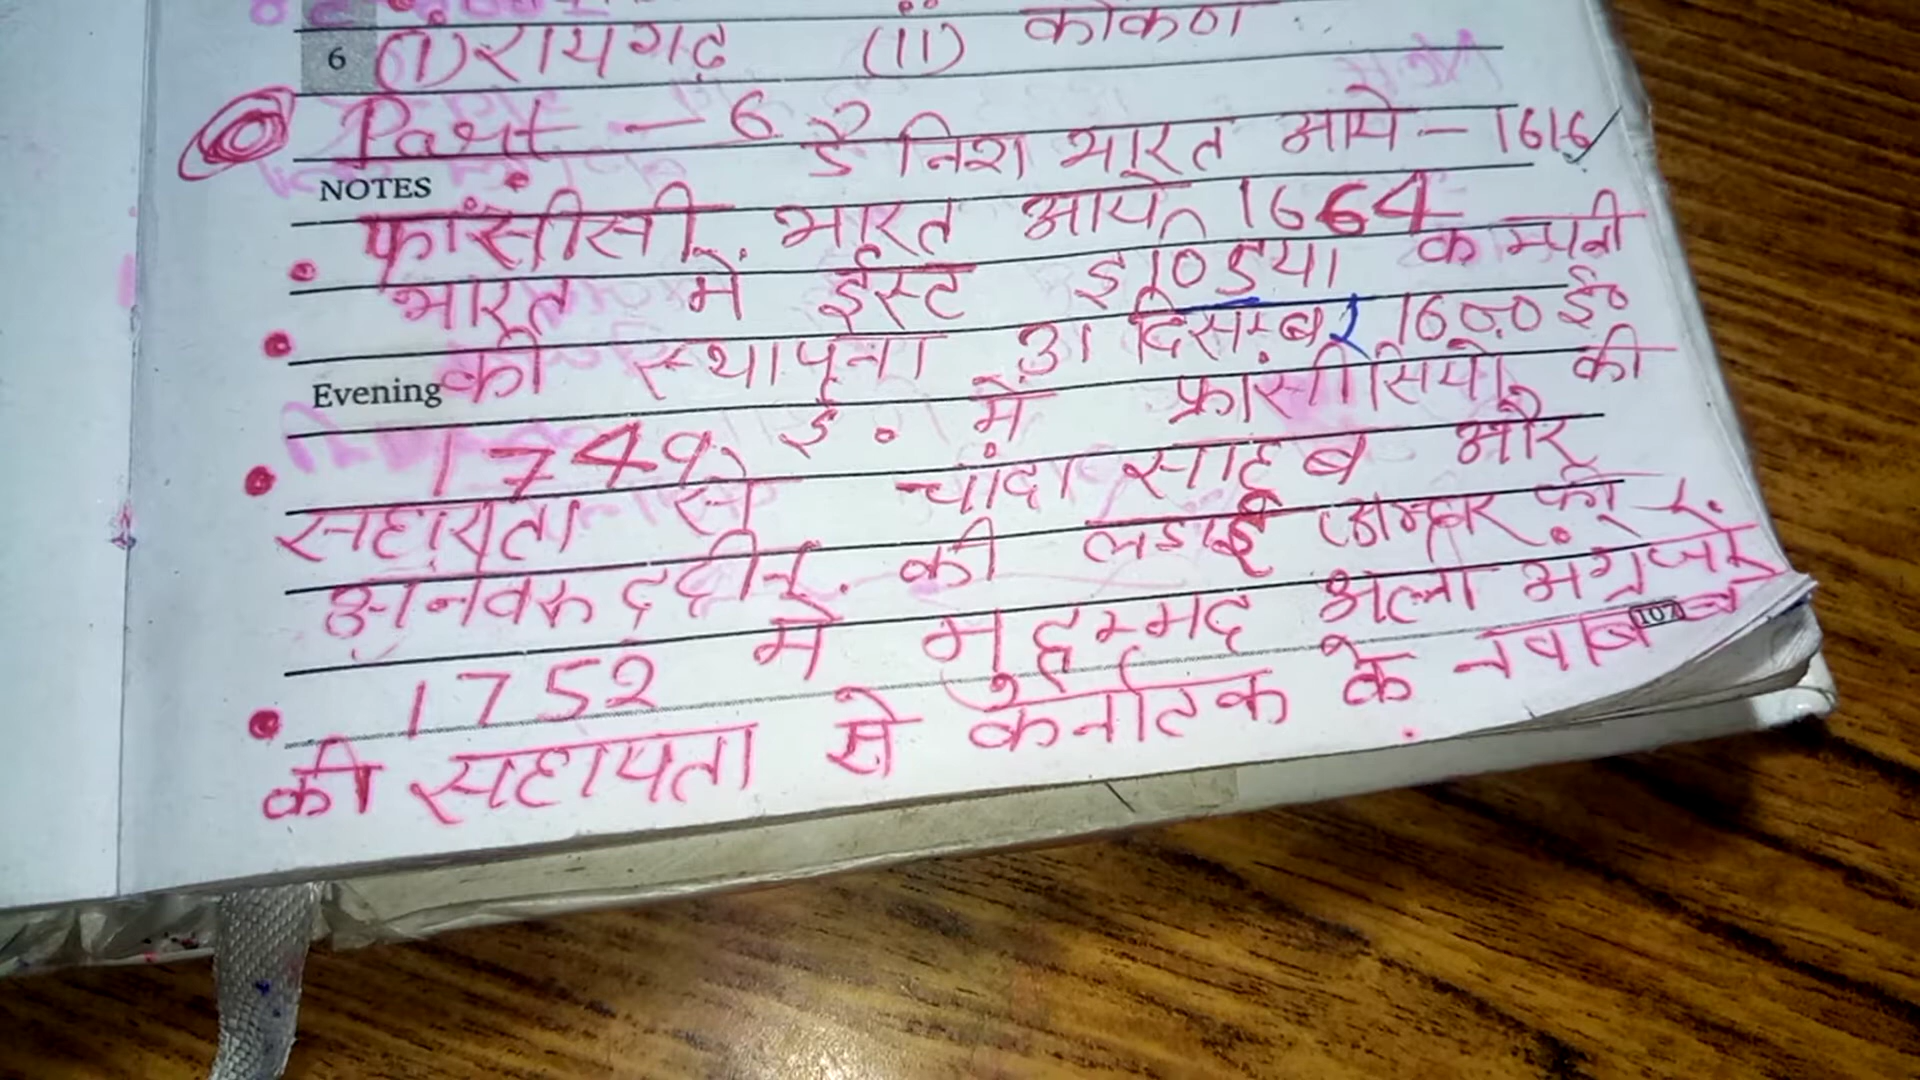 6 (i) रायगढ़ (ii) कोंकण
Part - 6 डैनिश भारत आये - 1616
NOTES
फ्रांसीसी भारत आये 1664
भारत में ईस्ट इण्डिया कम्पनी
की स्थापना 31 दिसम्बर 1600 ई०
Evening
1749 ई. में फ्रांसीसियो की
सहायता से चांदा साहब और
अनवरुद्दीन की लडाई अम्बर की
1752 में मुहम्मद अली अंग्रेजों
107
की सहायता से कर्नाटक के नवाब बने